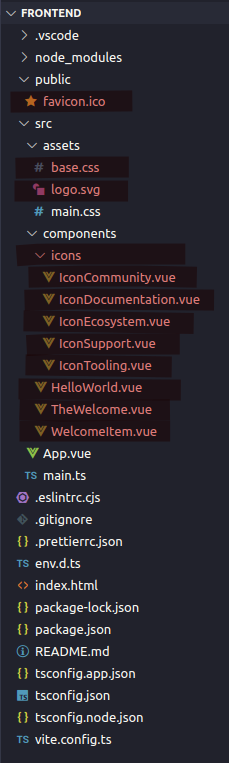 FRONTEND
.vscode
node_modules
public
favicon.ico
src
assets
base.css
logo.svg
main.css
components
icons
IconCommunity.vue
IconDocumentation.vue
IconEcosystem.vue
IconSupport.vue
IconTooling.vue
HelloWorld.vue
TheWelcome.vue
WelcomeItem.vue
App.vue
TS main.ts
.eslintrc.cjs
.gitignore
{ } .prettierrc.json
TS env.d.ts
<> index.html
{ } package-lock.json
{ } package.json
README.md
{ } tsconfig.app.json
TS tsconfig.json
{ } tsconfig.node.json
TS vite.config.ts